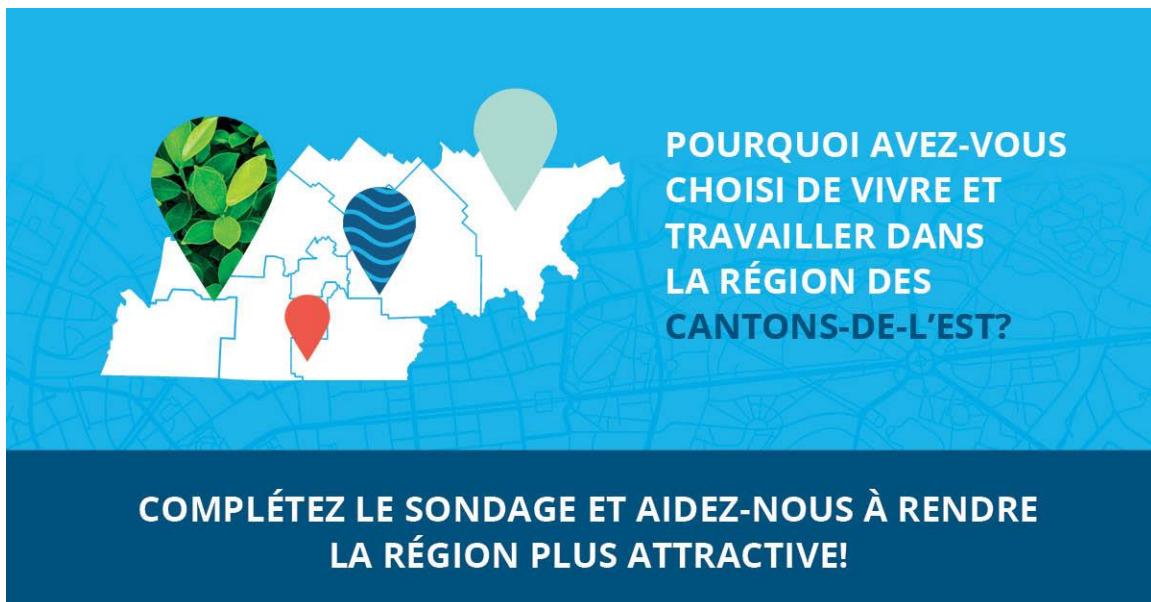 POURQUOI AVEZ-VOUS
CHOISI DE VIVRE ET
TRAVAILLER DANS
LA RÉGION DES
CANTONS-DE-L'EST?
COMPLÉTEZ LE SONDAGE ET AIDEZ-NOUS À RENDRE
LA RÉGION PLUS ATTRACTIVE!